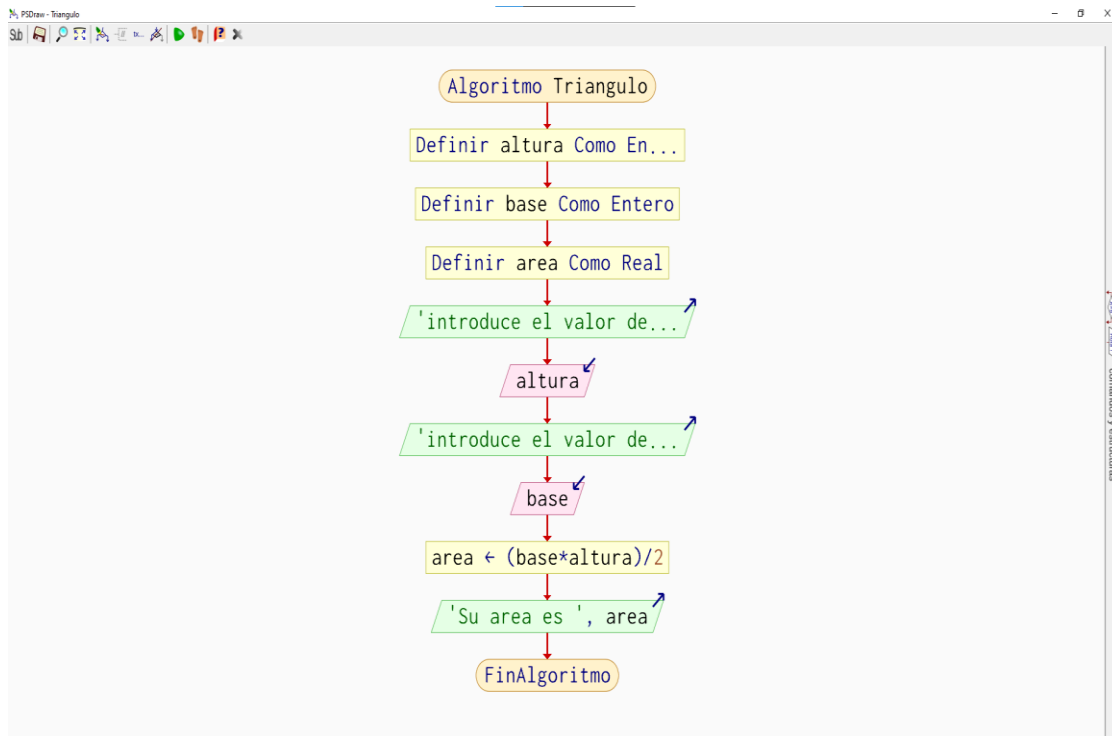 PSDraw - Triangulo
Sub
Algoritmo Triangulo
Definir altura Como En...
Definir base Como Entero
Definir area Como Real
'introduce el valor de...
altura
'introduce el valor de...
base
area ← (base*altura)/2
'Su area es ', area
FinAlgoritmo